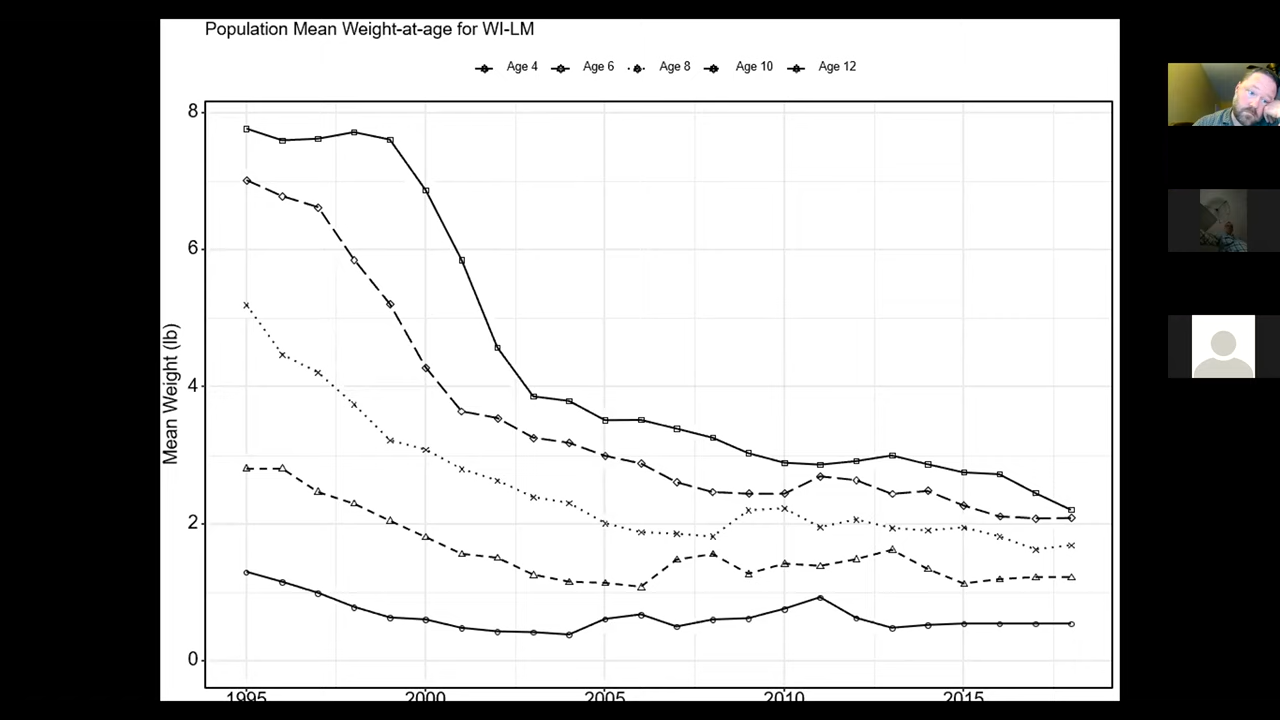 Population Mean Weight-at-age for WI-LM
Age 4 Age 6 Age 8 Age 10 Age 12
8
6
4
2
0
Mean Weight (lb)
1995 2000 2005 2010 2015